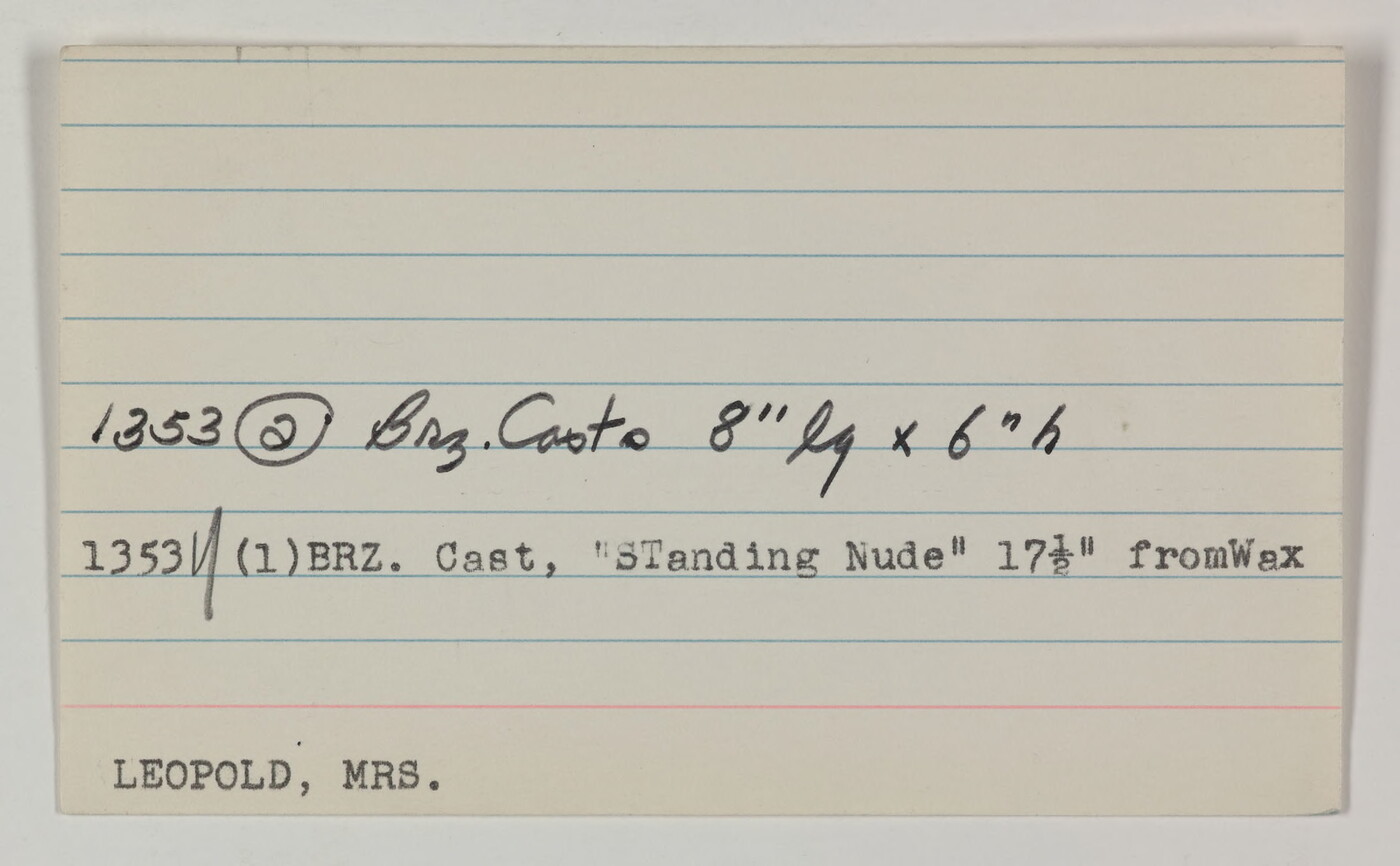 1353 (2) Brz. Casts 8" lg x 6" h
1353 (1)BRZ. Cast, "STanding Nude" 17½" fromWax
LEOPOLD, MRS.